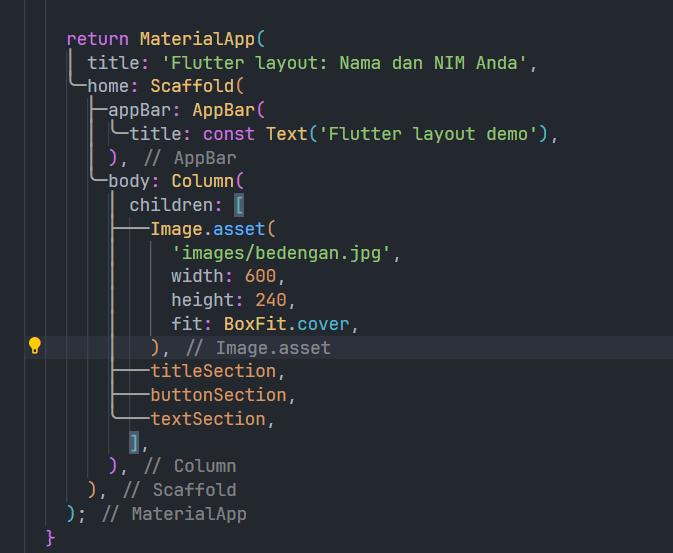 return MaterialApp(
title: 'Flutter layout: Nama dan NIM Anda',
home: Scaffold(
appBar: AppBar(
title: const Text('Flutter layout demo'),
), // AppBar
body: Column(
children: [
Image.asset(
'images/bedengan.jpg',
width: 600,
height: 240,
fit: BoxFit.cover,
), // Image.asset
titleSection,
buttonSection,
textSection,
],
), // Column
), // Scaffold
); // MaterialApp
}